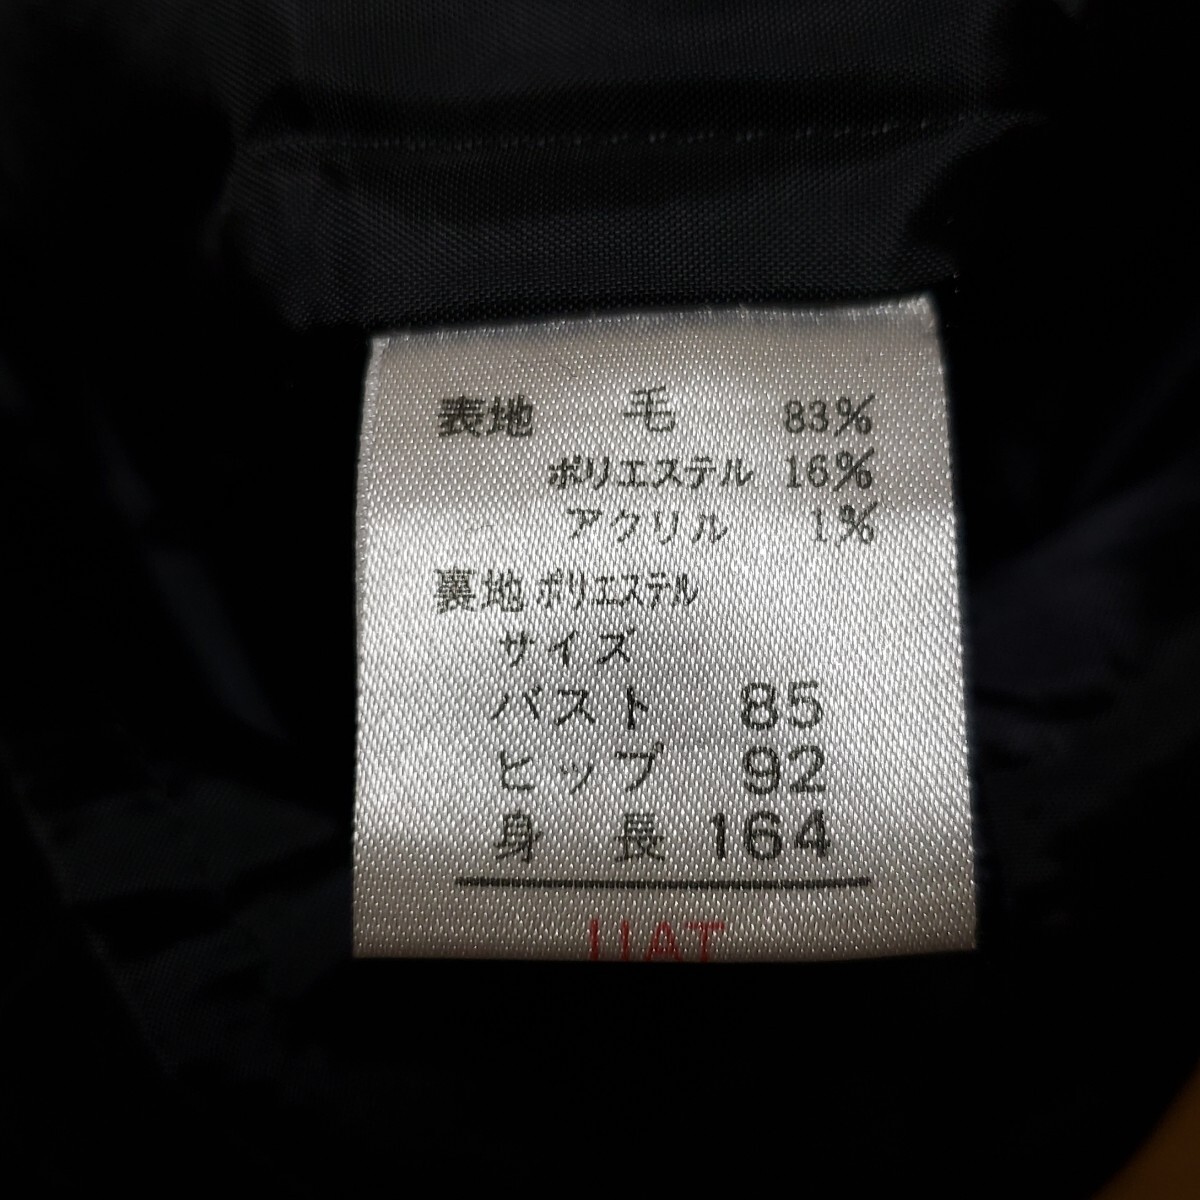 表地 毛 83%
ポリエステル 16%
アクリル 1%
裏地 ポリエステル
サイズ
バスト 85
ヒップ 92
身長 164